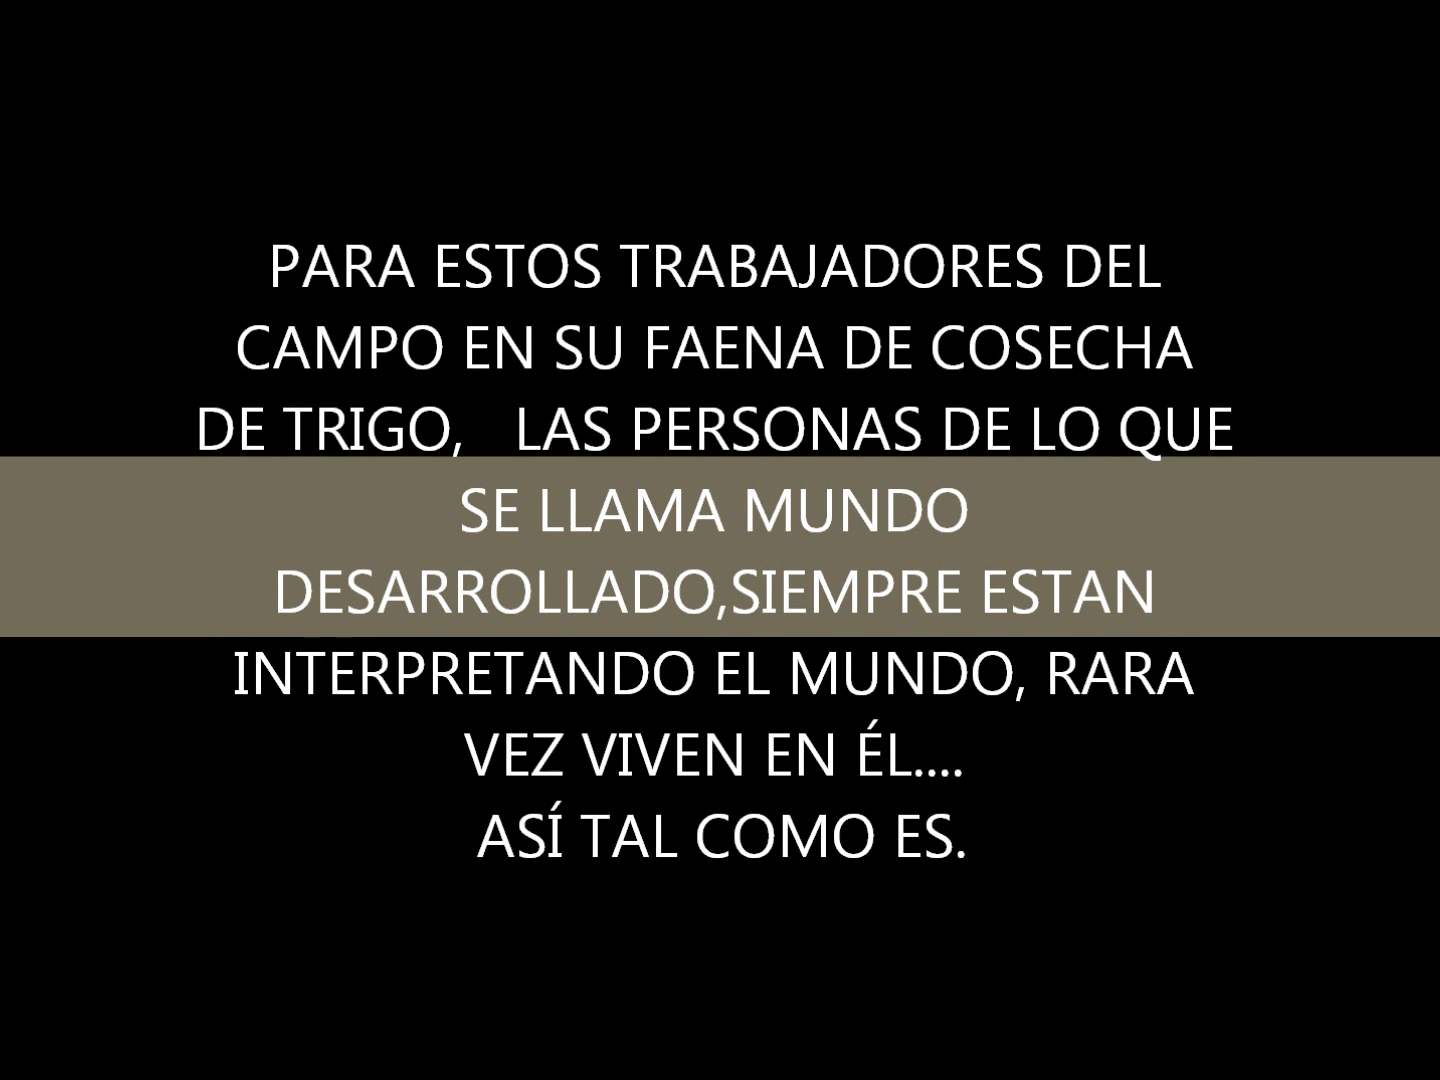 PARA ESTOS TRABAJADORES DEL
CAMPO EN SU FAENA DE COSECHA
DE TRIGO,   LAS PERSONAS DE LO QUE
SE LLAMA MUNDO
DESARROLLADO,SIEMPRE ESTAN
INTERPRETANDO EL MUNDO, RARA
VEZ VIVEN EN ÉL....
ASÍ TAL COMO ES.